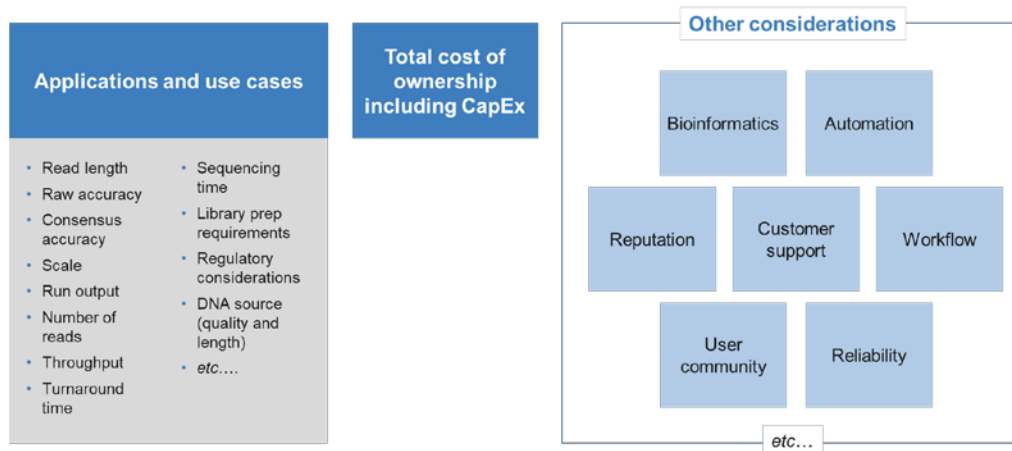 Applications and use cases
• Read length
• Raw accuracy
• Consensus
accuracy
• Scale
• Run output
• Number of
reads
• Throughput
• Turnaround
time
• Sequencing
time
• Library prep
requirements
• Regulatory
considerations
• DNA source
(quality and
length)
• etc....
Total cost of
ownership
including CapEx
Other considerations
Bioinformatics
Automation
Reputation
Customer
support
Workflow
User
community
Reliability
etc...